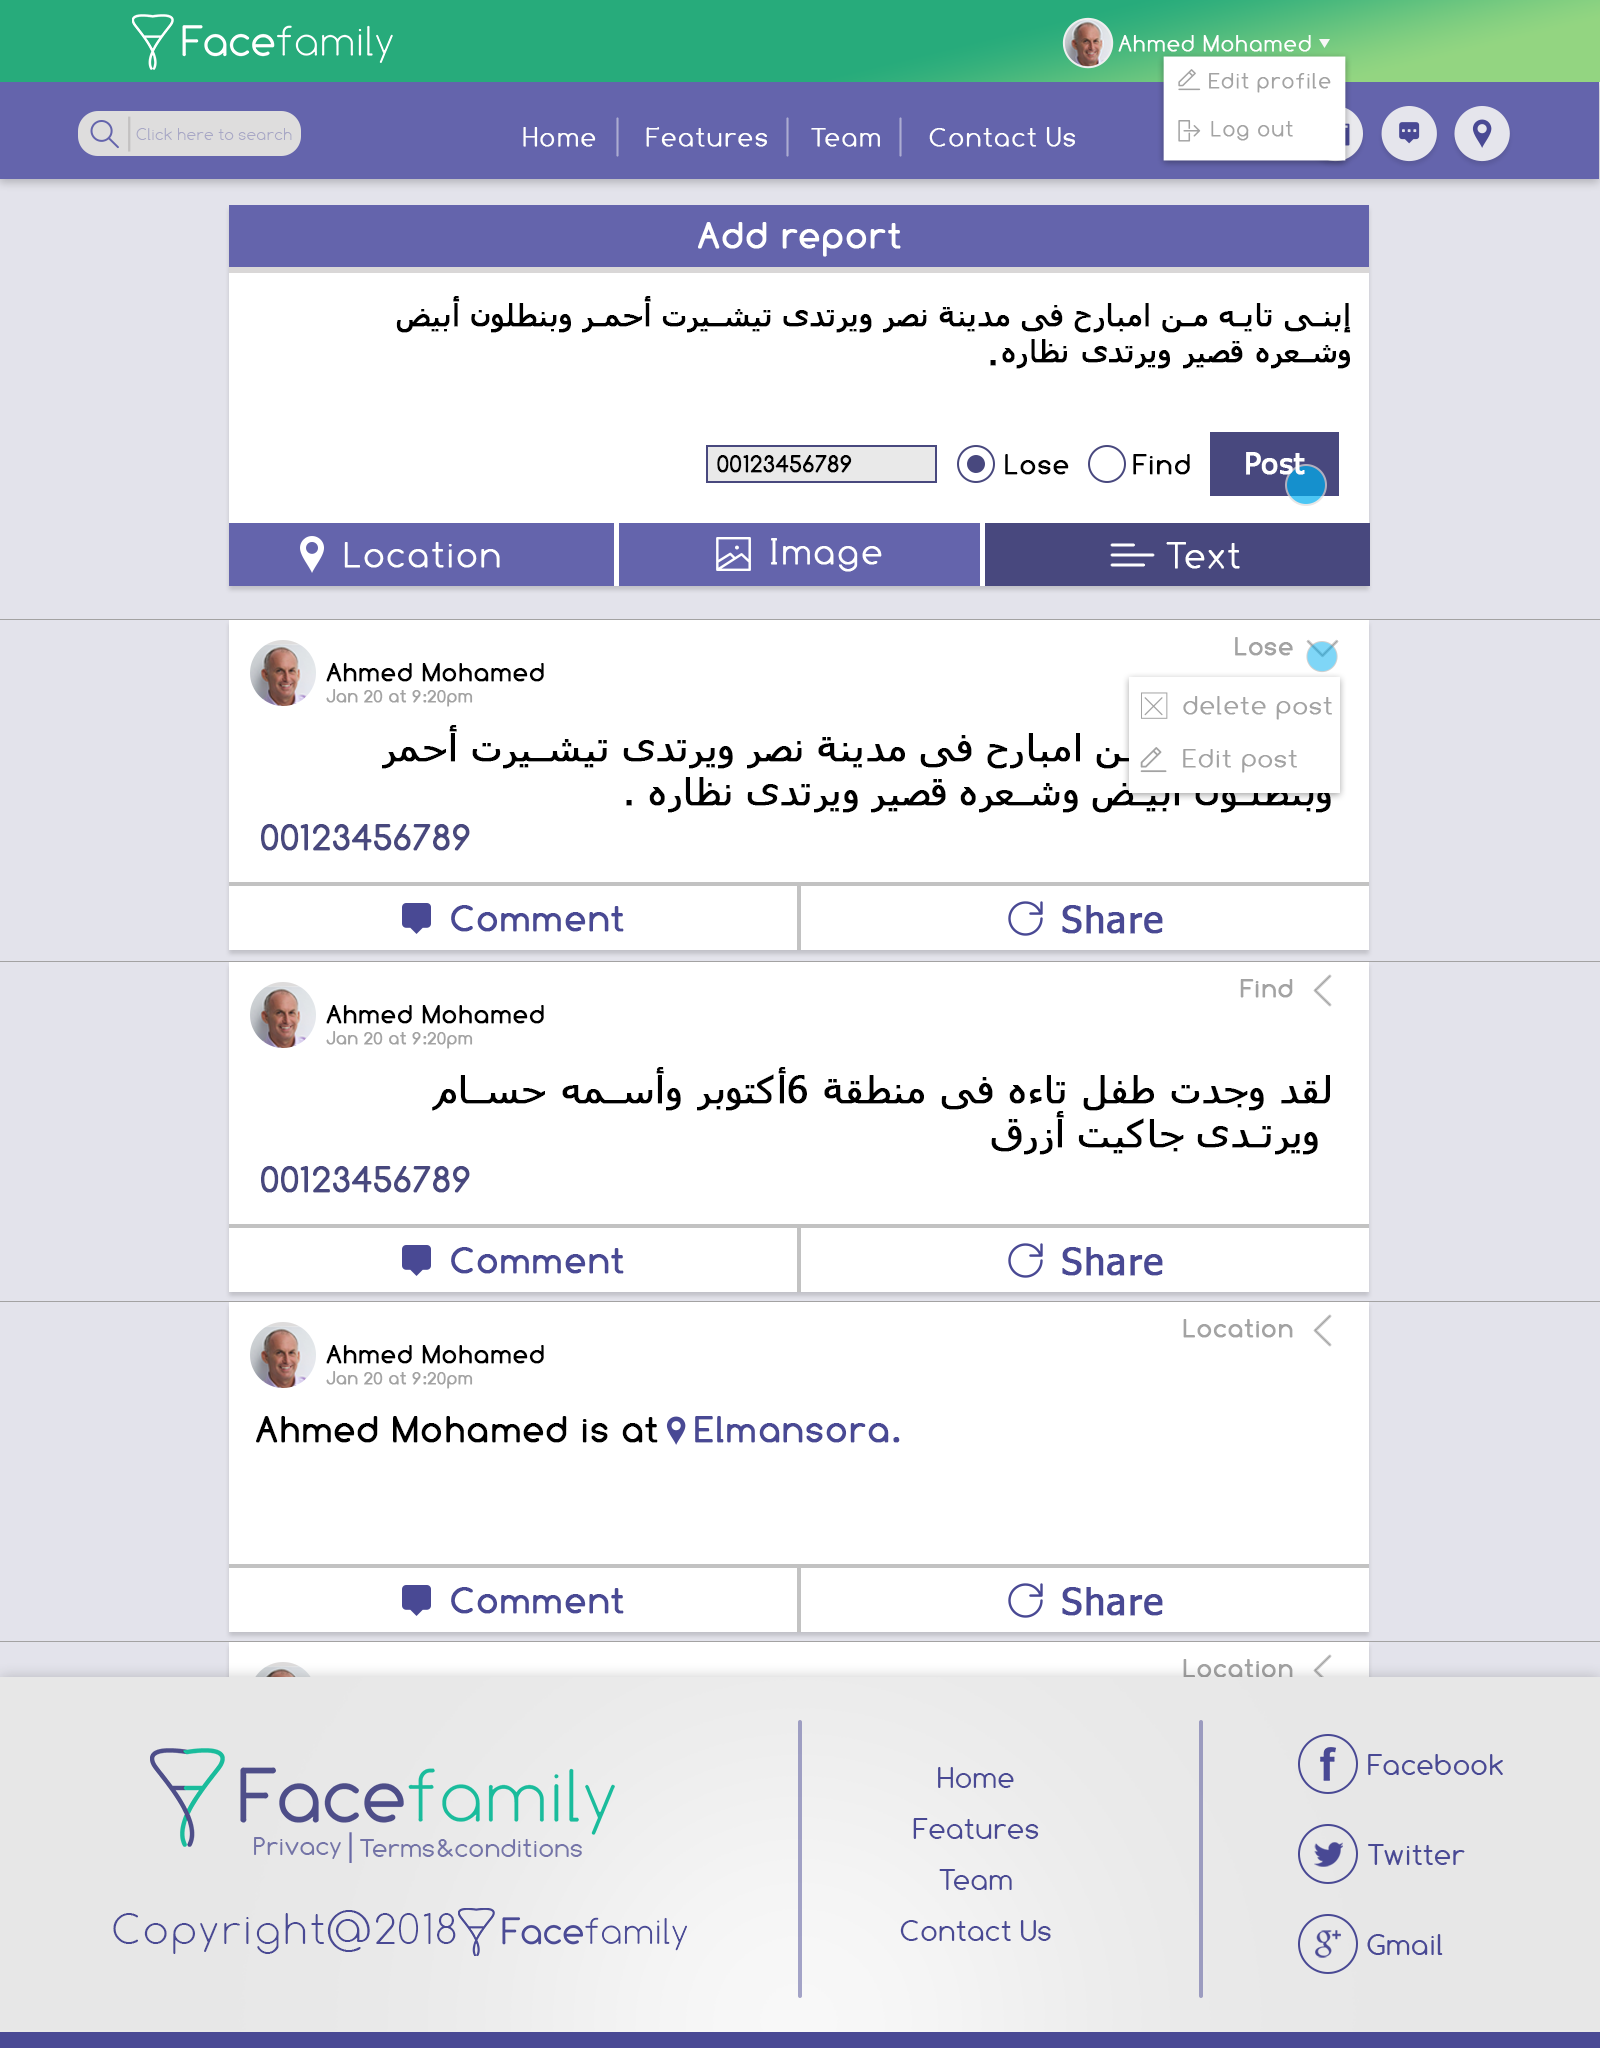 Facefamily
Ahmed Mohamed
Edit profile
Log out
Click here to search
Home
Features
Team
Contact Us
Add report
إبنى تايه من امبارح فى مدينة نصر ويرتدى تيشيرت أحمر وبنطلون أبيض
وشعره قصير ويرتدى نظاره.
00123456789
Lose
Find
Post
Location
Image
Text
Ahmed Mohamed
Jan 20 at 9:20pm
Lose
delete post
Edit post
ـن امبارح فى مدينة نصر ويرتدى تيشيرت أحمر
وبنطلون أبيض وشعره قصير ويرتدى نظاره .
00123456789
Comment
Share
Ahmed Mohamed
Jan 20 at 9:20pm
Find
لقد وجدت طفل تاءه فى منطقة 6أكتوبر وأسمه حسام
ويرتدى جاكيت أزرق
00123456789
Comment
Share
Ahmed Mohamed
Jan 20 at 9:20pm
Location
Ahmed Mohamed is at Elmansora.
Comment
Share
Location
Facefamily
Privacy | Terms&conditions
Copyright@2018 Facefamily
Home
Features
Team
Contact Us
Facebook
Twitter
Gmail